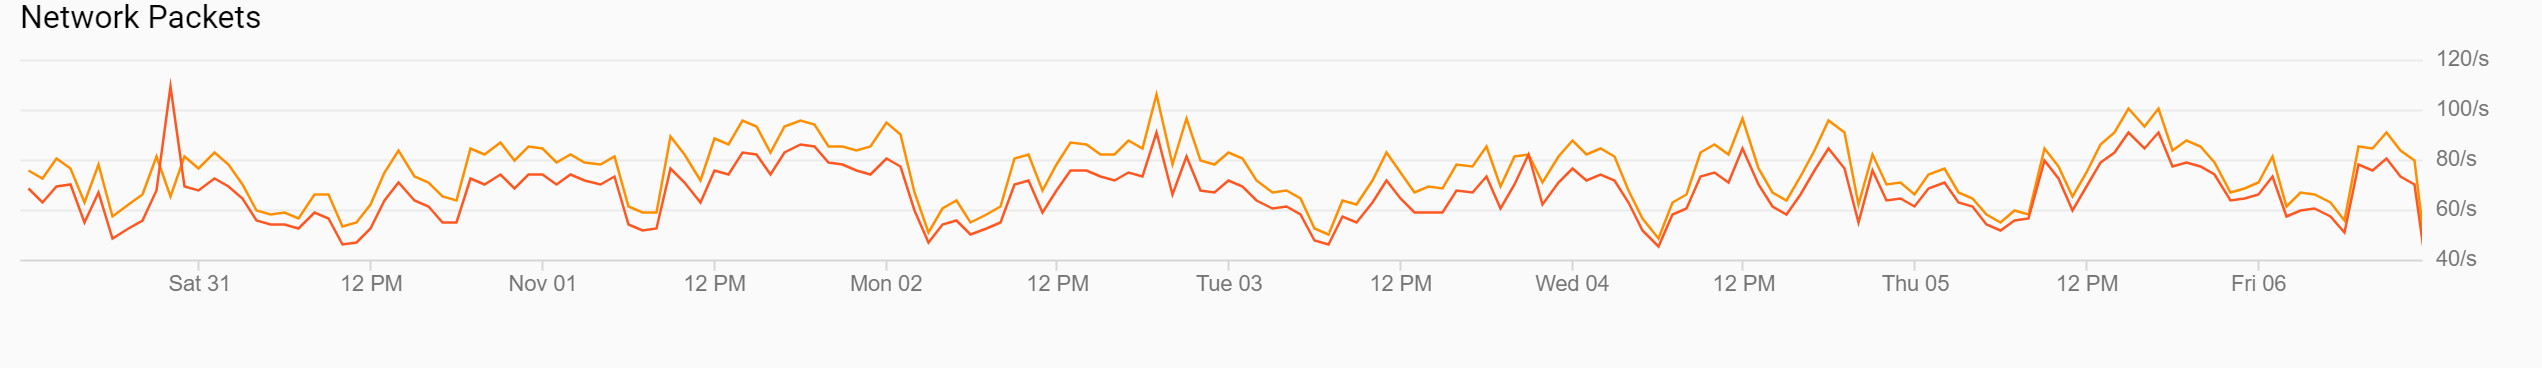 Network Packets
120/s
100/s
80/s
60/s
40/s
Sat 31 12 PM Nov 01 12 PM Mon 02 12 PM Tue 03 12 PM Wed 04 12 PM Thu 05 12 PM Fri 06